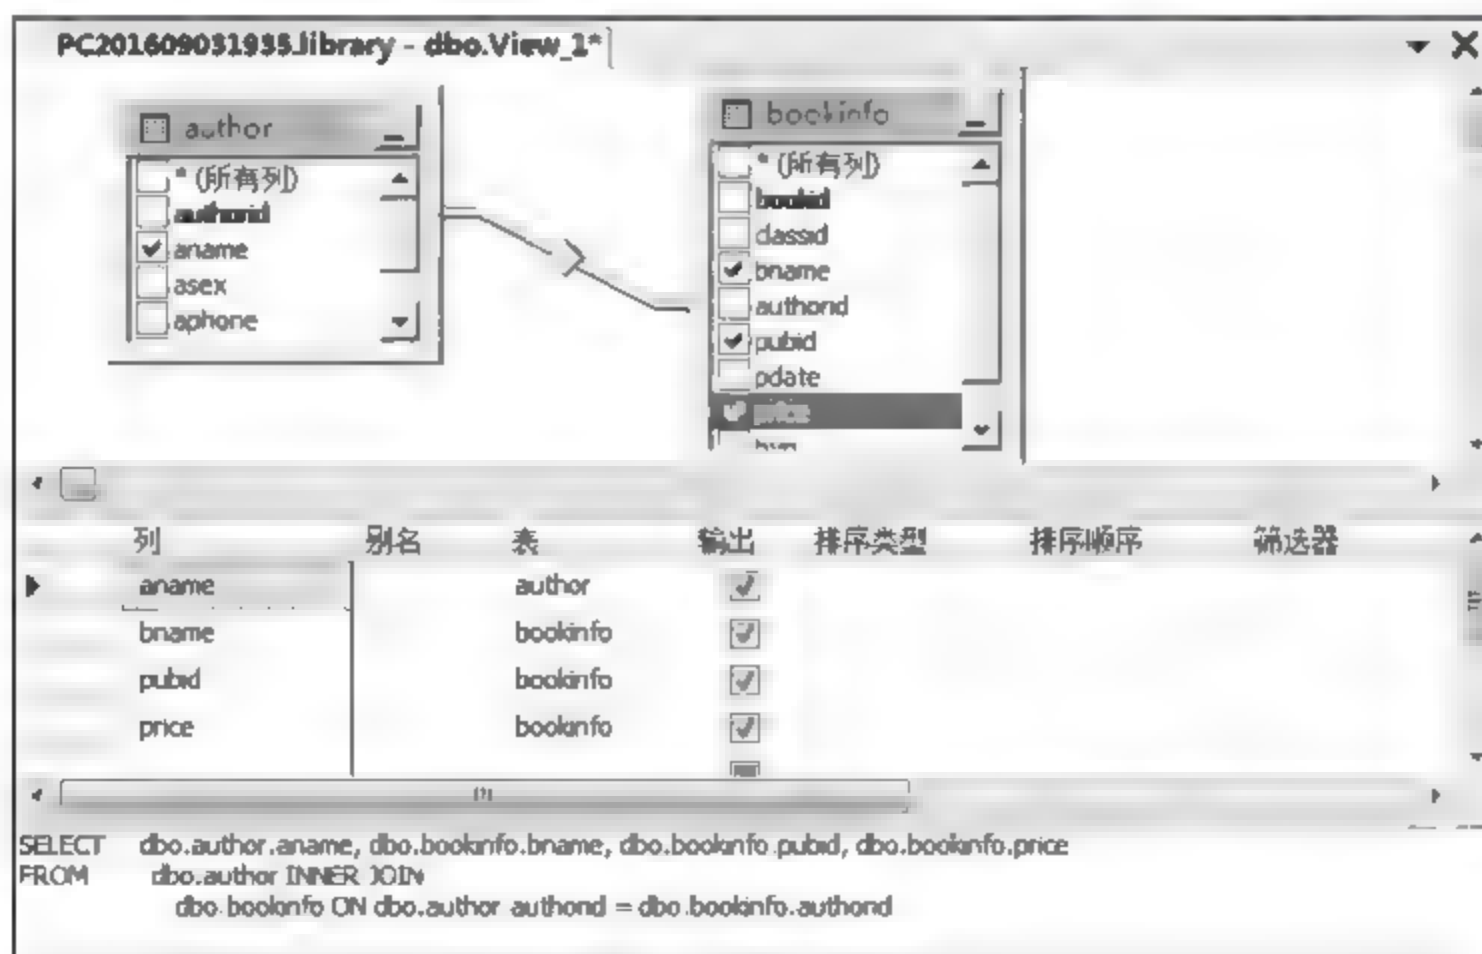 PC201609031935.library - dbo.View_1*
author
* (所有列)
authorid
aname
asex
aphone
bookinfo
* (所有列)
bookid
classid
bname
authorid
pubid
pdate
price
列 别名 表 输出 排序类型 排序顺序 筛选器
aname author
bname bookinfo
pubid bookinfo
price bookinfo
SELECT dbo.author.aname, dbo.bookinfo.bname, dbo.bookinfo.pubid, dbo.bookinfo.price
FROM dbo.author INNER JOIN
dbo.bookinfo ON dbo.author.authorid = dbo.bookinfo.authorid